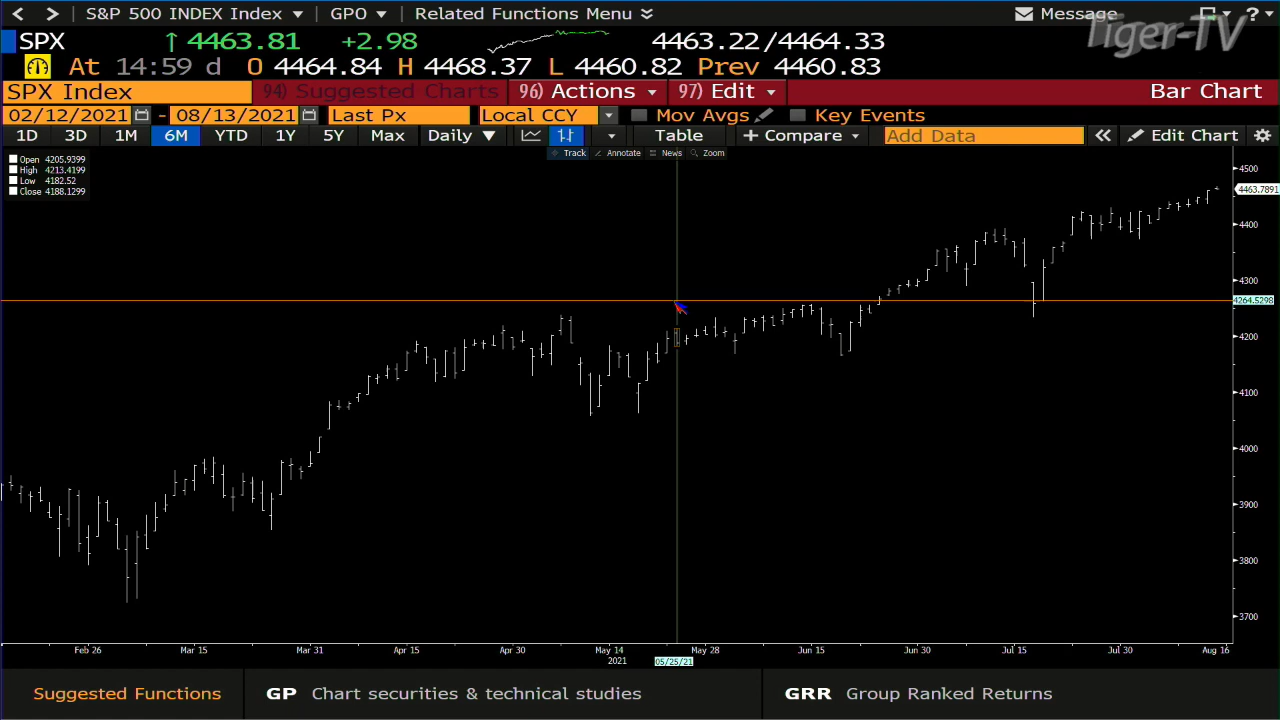 S&P 500 INDEX Index GPO Related Functions Menu Message ?
Tiger-TV
SPX ↑ 4463.81 +2.98 4463.22/4464.33
At 14:59 d O 4464.84 H 4468.37 L 4460.82 Prev 4460.83
SPX Index 94) Suggested Charts 96) Actions 97) Edit Bar Chart
02/12/2021 - 08/13/2021 Last Px Local CCY Mov Avgs Key Events
1D 3D 1M 6M YTD 1Y 5Y Max Daily ▼ Table + Compare Add Data « Edit Chart
Track Annotate News Zoom
Open 4205.9399
High 4213.4199
Low 4182.52
Close 4188.1299
4500
4463.7891
4400
4300
4264.5298
4200
4100
4000
3900
3800
3700
Feb 26 Mar 15 Mar 31 Apr 15 Apr 30 May 14 May 28 Jun 15 Jun 30 Jul 15 Jul 30 Aug 16
2021 05/25/21
Suggested Functions GP Chart securities & technical studies GRR Group Ranked Returns